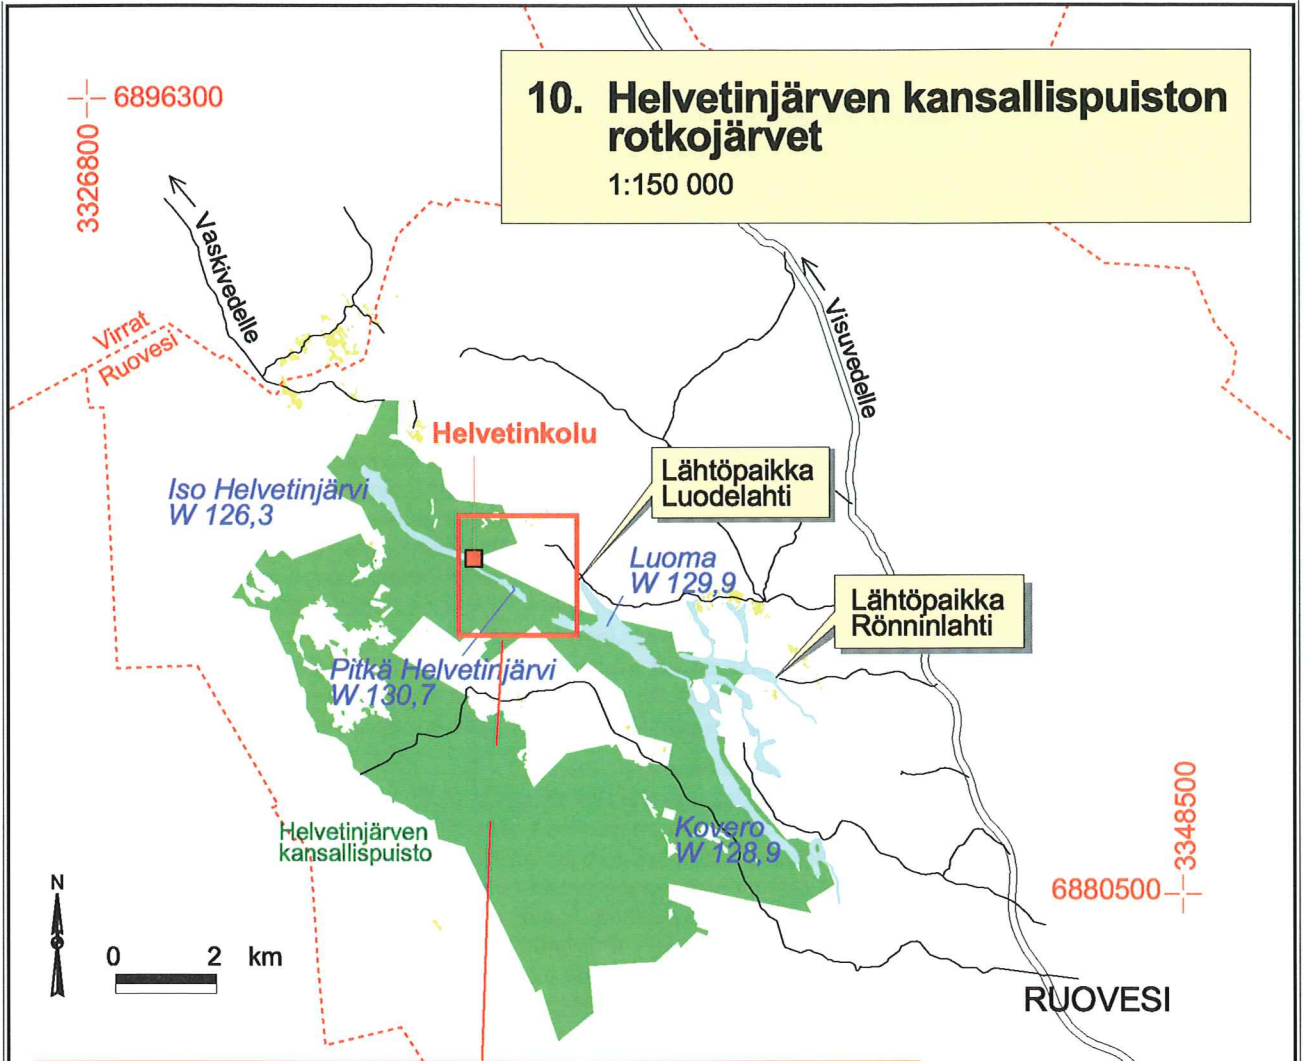 10. Helvetinjärven kansallispuiston
rotkojärvet
1:150 000
6896300
3326800
Vaskivedelle
Visuvedelle
Virrat
Ruovesi
Helvetinkolu
Lähtöpaikka
Luodelahti
Iso Helvetinjärvi
W 126,3
Luoma
W 129,9
Lähtöpaikka
Rönninlahti
Pitkä Helvetinjärvi
W 130,7
Helvetinjärven
kansallispuisto
Kovero
W 128,9
3348500
6880500
N
0 2 km
RUOVESI